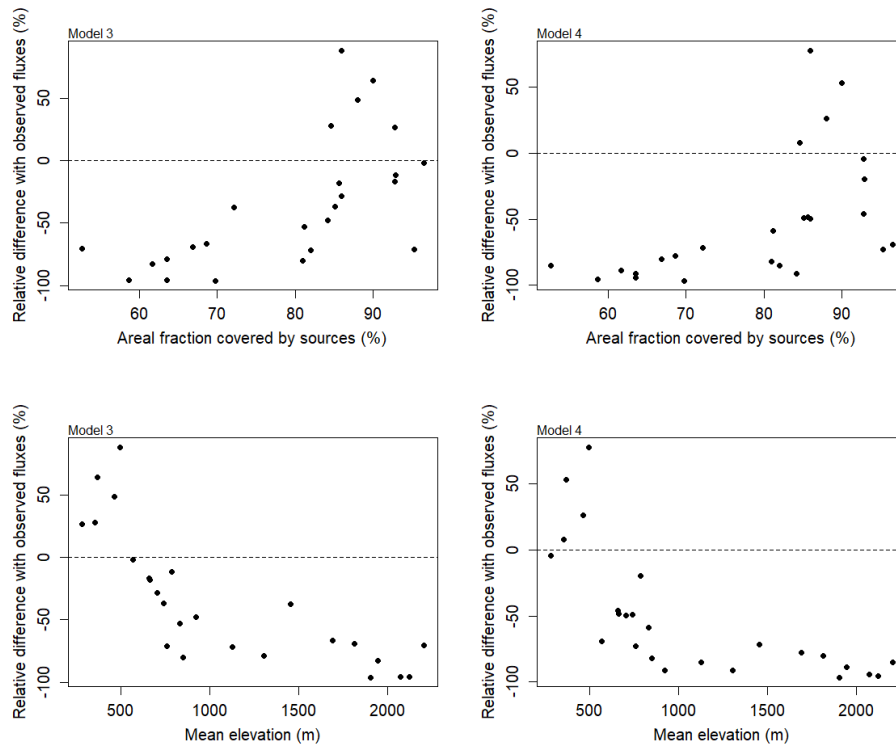 Model 3
Relative difference with observed fluxes (%)
50
0
-50
-100
60 70 80 90
Areal fraction covered by sources (%)
Model 4
Relative difference with observed fluxes (%)
50
0
-50
-100
60 70 80 90
Areal fraction covered by sources (%)
Model 3
Relative difference with observed fluxes (%)
50
0
-50
-100
500 1000 1500 2000
Mean elevation (m)
Model 4
Relative difference with observed fluxes (%)
50
0
-50
-100
500 1000 1500 2000
Mean elevation (m)